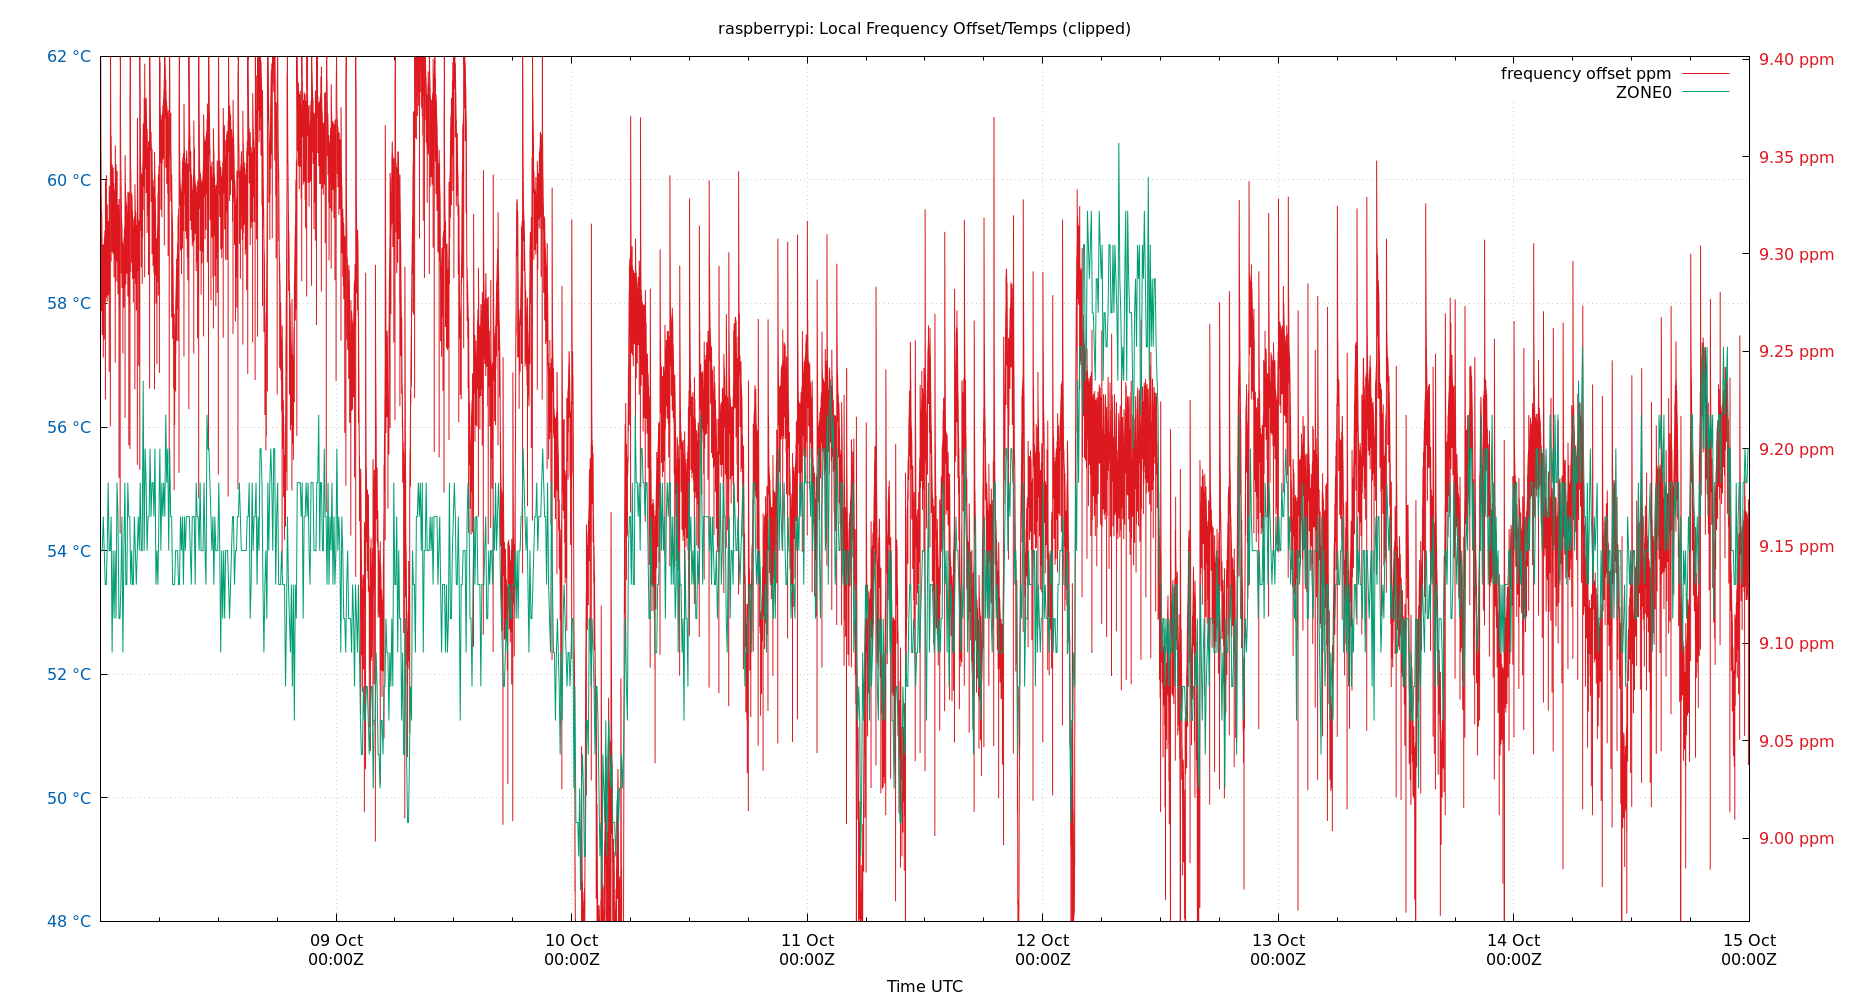 raspberrypi: Local Frequency Offset/Temps (clipped)
frequency offset ppm
ZONE0
62 °C
60 °C
58 °C
56 °C
54 °C
52 °C
50 °C
48 °C
9.40 ppm
9.35 ppm
9.30 ppm
9.25 ppm
9.20 ppm
9.15 ppm
9.10 ppm
9.05 ppm
9.00 ppm
09 Oct
00:00Z
10 Oct
00:00Z
11 Oct
00:00Z
12 Oct
00:00Z
13 Oct
00:00Z
14 Oct
00:00Z
15 Oct
00:00Z
Time UTC